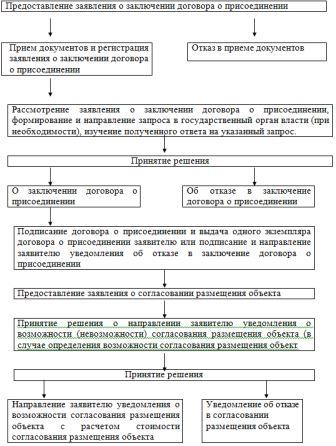 Предоставление заявления о заключении договора о присоединении
Прием документов и регистрация
заявления о заключении договора
о присоединении
Отказ в приеме документов
Рассмотрение заявления о заключении договора о присоединении,
формирование и направление запроса в государственный орган власти (при
необходимости), изучение полученного ответа на указанный запрос.
Принятие решения
О заключении договора о
присоединении
Об отказе в заключение
договора о присоединении
Подписание договора о присоединении и выдача одного экземпляра
договора о присоединении заявителю или подписание и направление
заявителю уведомления об отказе в заключение договора о
присоединении
Предоставление заявления о согласовании размещения объекта
Принятие решения о направлении заявителю уведомления о
возможности (невозможности) согласования размещения объекта (в
случае определения возможности согласования размещения объект
Принятие решения
Направление заявителю уведомления о
возможности согласования размещения
объекта с расчетом стоимости
согласования размещения объекта
Уведомление об отказе
в согласовании
размещения объекта